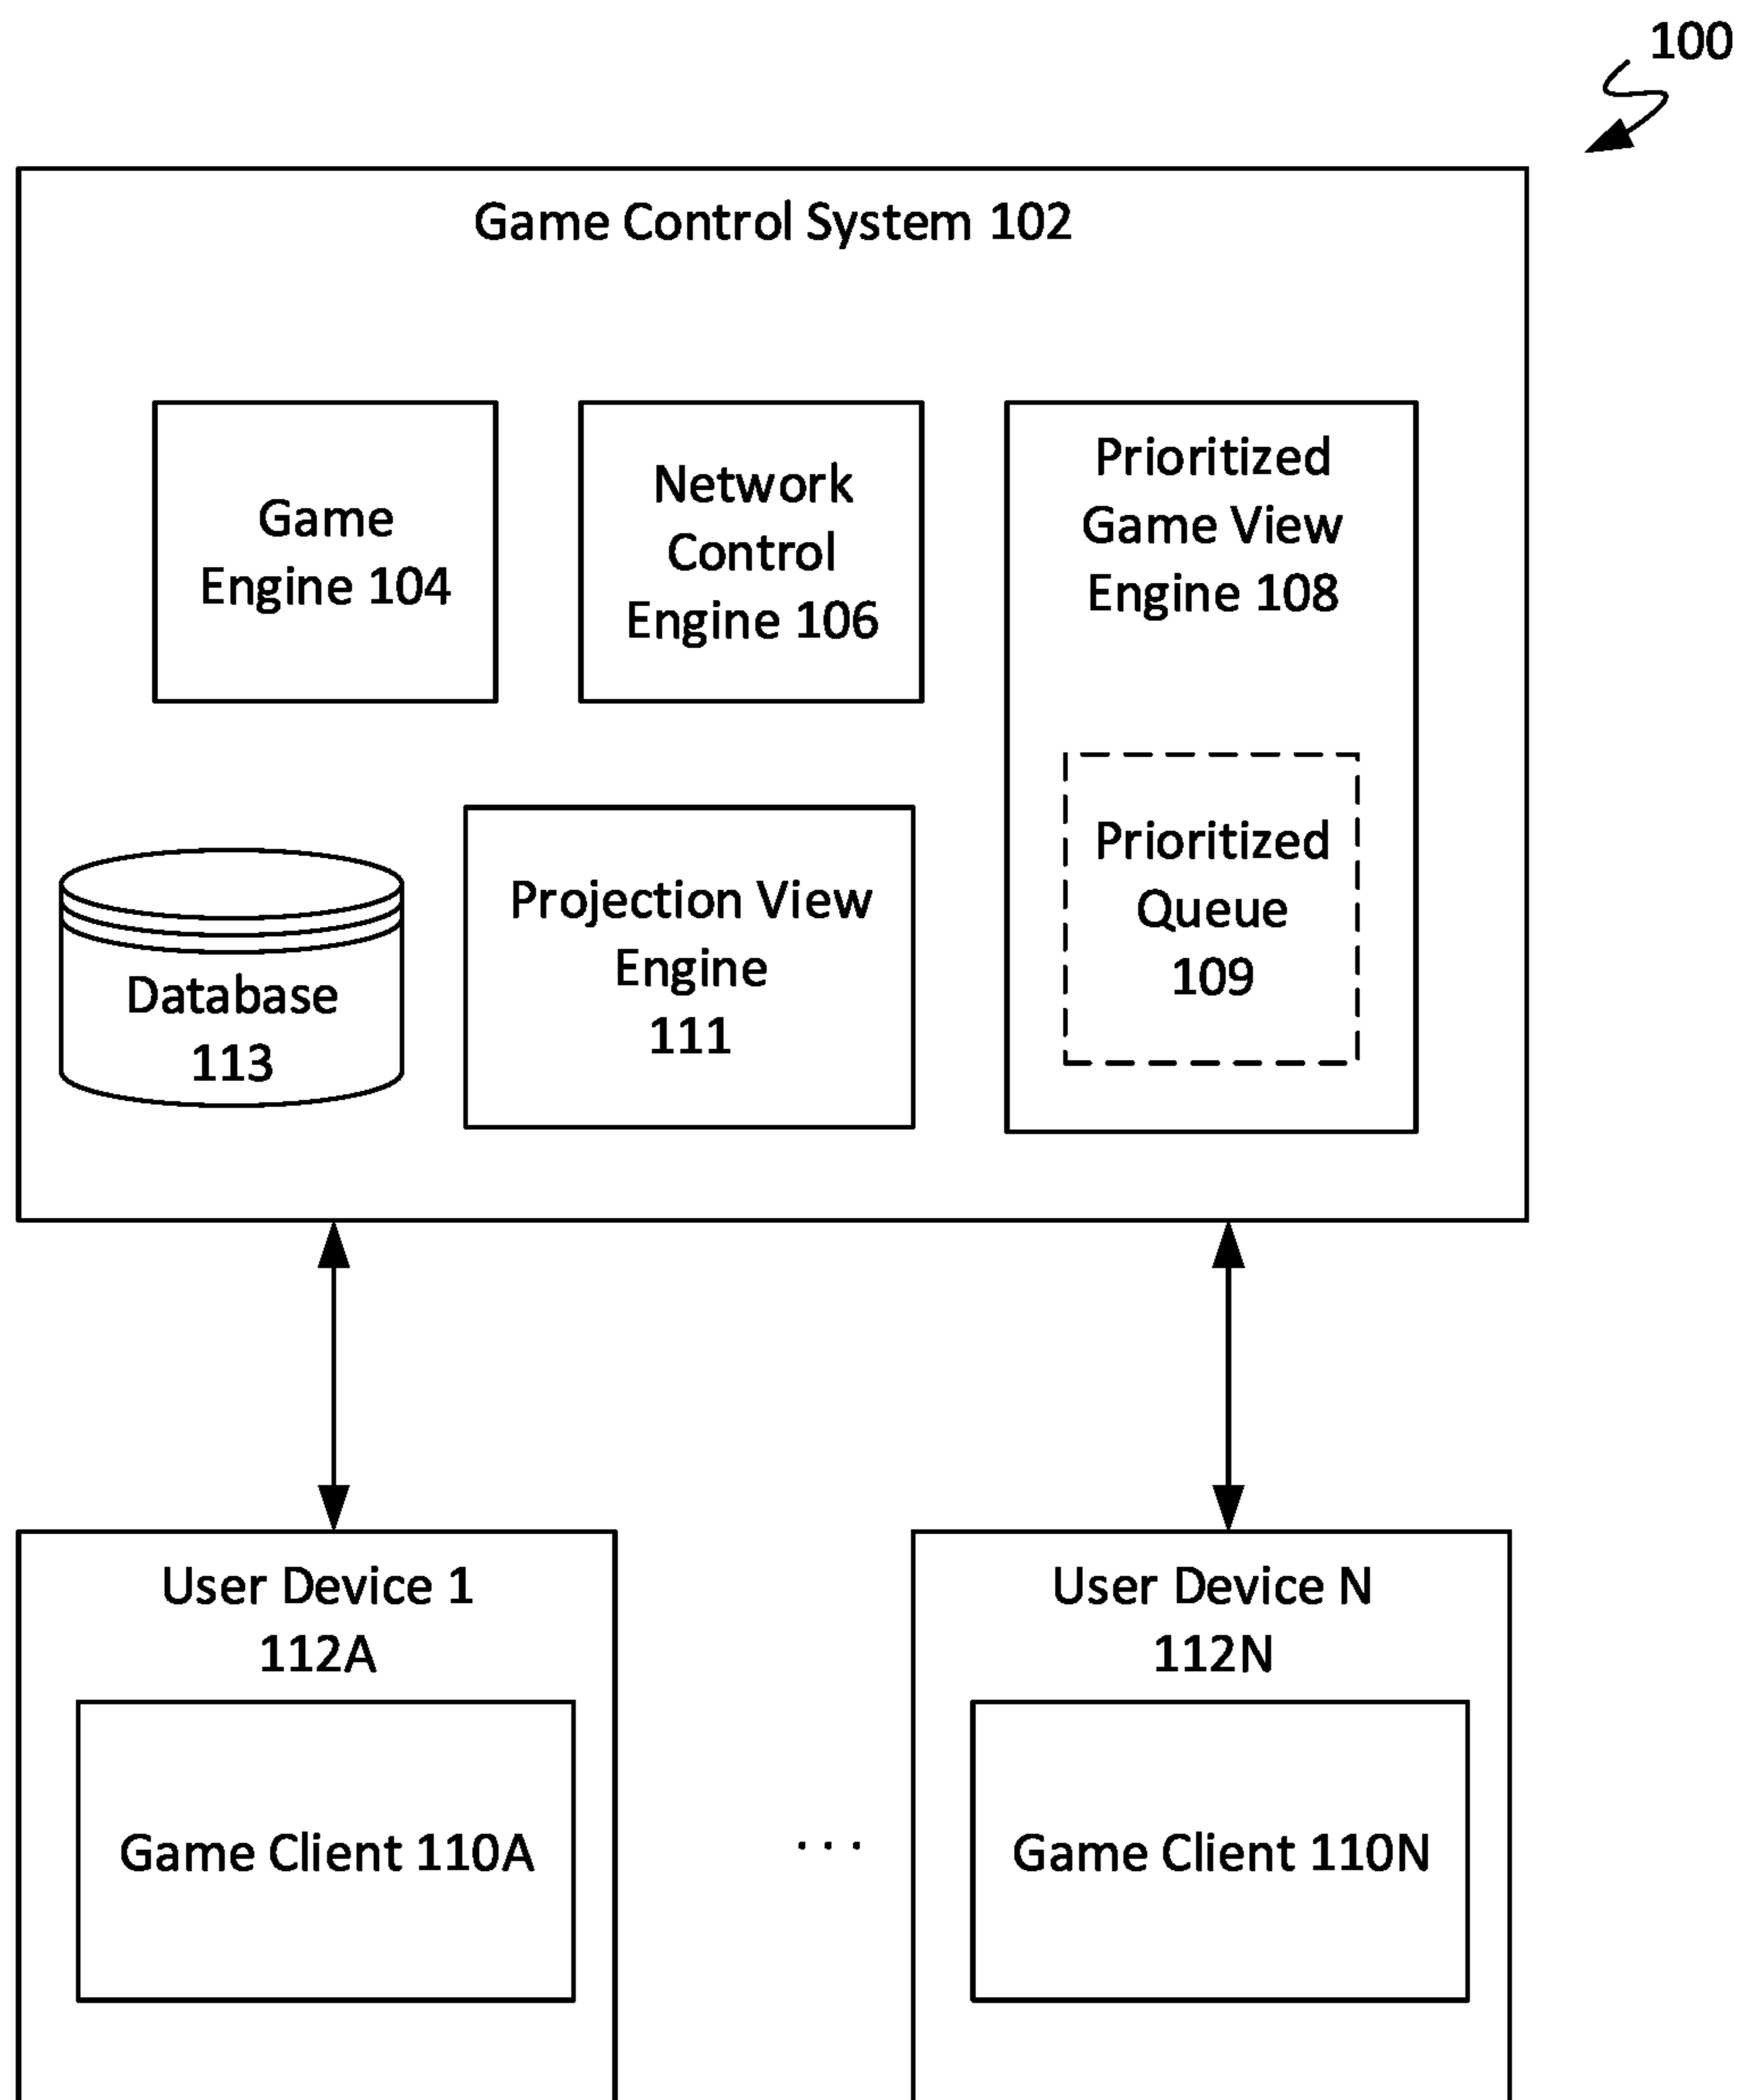 100
Game Control System 102
Game
Engine 104
Network
Control
Engine 106
Prioritized
Game View
Engine 108
Prioritized
Queue
109
Projection View
Engine
111
Database
113
User Device 1
112A
Game Client 110A
...
User Device N
112N
Game Client 110N